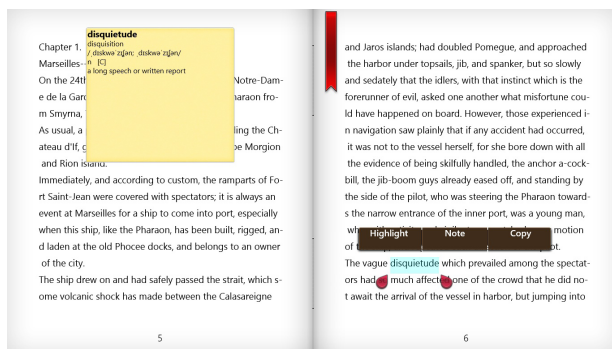 Chapter 1.
Marseilles--
On the 24th
Notre-Dam-
e de la Gar
haraon fro-
m Smyrna,
As usual, a
ling the Ch-
ateau d'If, g
pe Morgion
and Rion island.
Immediately, and according to custom, the ramparts of Fo-
rt Saint-Jean were covered with spectators; it is always an
event at Marseilles for a ship to come into port, especially
when this ship, like the Pharaon, has been built, rigged, an-
d laden at the old Phocee docks, and belongs to an owner
of the city.
The ship drew on and had safely passed the strait, which s-
ome volcanic shock has made between the Calasareigne
5
disquietude
disquisition
/ˌdɪskwəˈzɪʃən; ˌdɪskwəˈzɪʃən/
n [C]
a long speech or written report
and Jaros islands; had doubled Pomegue, and approached
the harbor under topsails, jib, and spanker, but so slowly
and sedately that the idlers, with that instinct which is the
forerunner of evil, asked one another what misfortune cou-
ld have happened on board. However, those experienced i-
n navigation saw plainly that if any accident had occurred,
it was not to the vessel herself, for she bore down with all
the evidence of being skilfully handled, the anchor a-cock-
bill, the jib-boom guys already eased off, and standing by
the side of the pilot, who was steering the Pharaon toward-
s the narrow entrance of the inner port, was a young man,
motion
Highlight Note Copy
of
ot.
The vague disquietude which prevailed among the spectat-
ors had much affected one of the crowd that he did no-
t await the arrival of the vessel in harbor, but jumping into
6